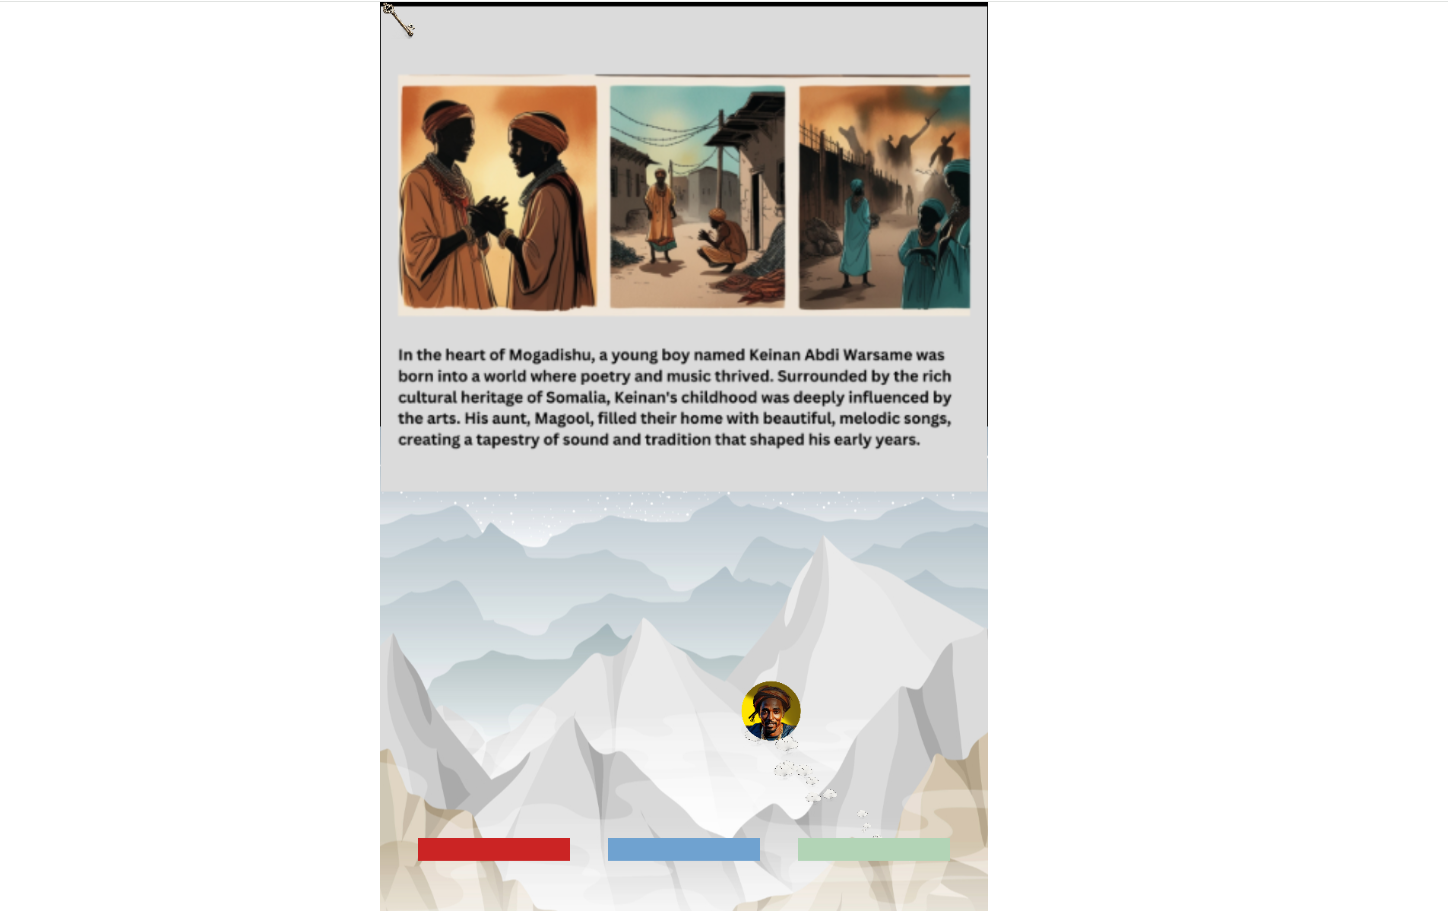 In the heart of Mogadishu, a young boy named Keinan Abdi Warsame was
born into a world where poetry and music thrived. Surrounded by the rich
cultural heritage of Somalia, Keinan's childhood was deeply influenced by
the arts. His aunt, Magool, filled their home with beautiful, melodic songs,
creating a tapestry of sound and tradition that shaped his early years.